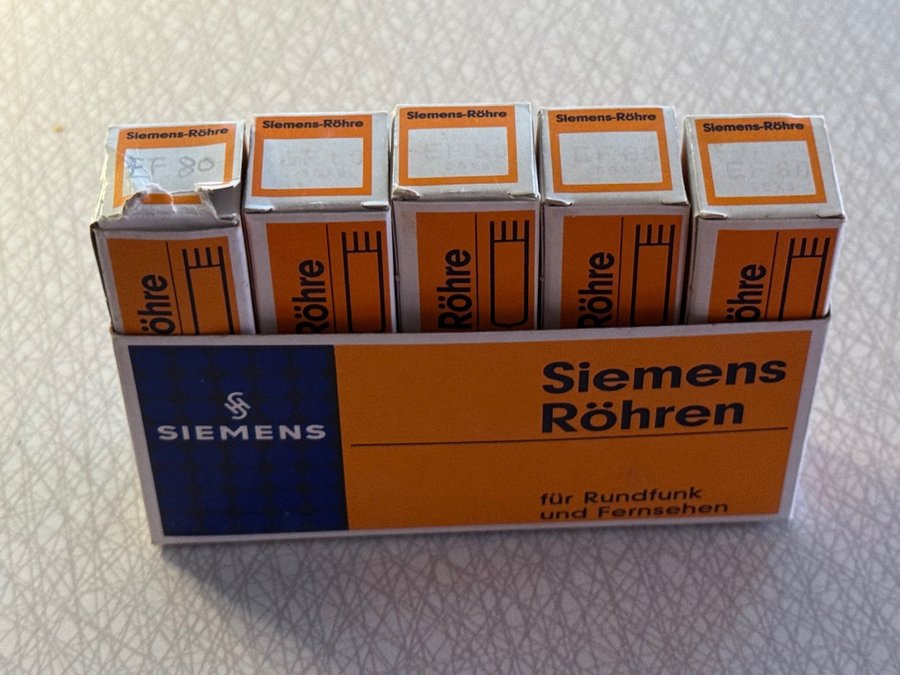 Siemens-Röhre
EF 80
Siemens-Röhre
Siemens-Röhre
Siemens-Röhre
Siemens-Röhre
Röhre
Röhre
Röhre
Röhre
Röhre
SIEMENS
Siemens
Röhren
für Rundfunk
und Fernsehen